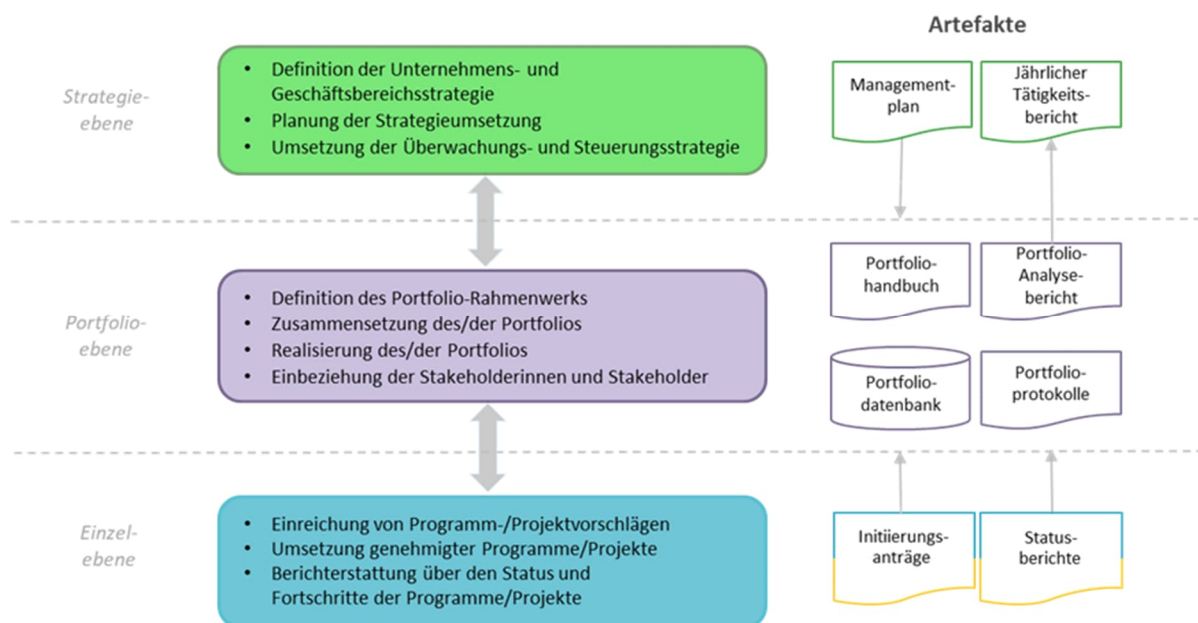 Artefakte
Strategie-
ebene
• Definition der Unternehmens- und
Geschäftsbereichsstrategie
• Planung der Strategieumsetzung
• Umsetzung der Überwachungs- und Steuerungsstrategie
Management-
plan
Jährlicher
Tätigkeits-
bericht
Portfolio-
ebene
• Definition des Portfolio-Rahmenwerks
• Zusammensetzung des/der Portfolios
• Realisierung des/der Portfolios
• Einbeziehung der Stakeholderinnen und Stakeholder
Portfolio-
handbuch
Portfolio-
Analyse-
bericht
Portfolio-
datenbank
Portfolio-
protokolle
Einzel-
ebene
• Einreichung von Programm-/Projektvorschlägen
• Umsetzung genehmigter Programme/Projekte
• Berichterstattung über den Status und
Fortschritte der Programme/Projekte
Initiierungs-
anträge
Status-
berichte